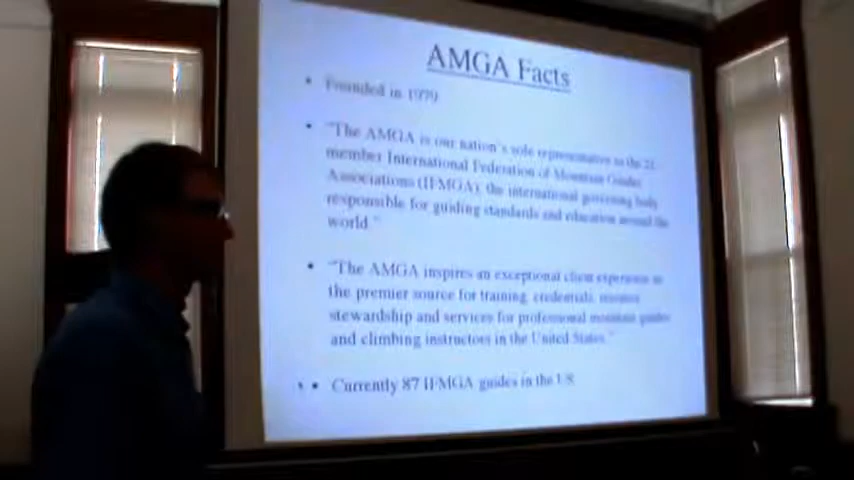 AMGA Facts
• Founded in 1979
• "The AMGA is our nation's sole representative to the 21
member International Federation of Mountain Guides
Associations (IFMGA), the international governing body
responsible for guiding standards and education around the
world."
• "The AMGA inspires an exceptional client experience as
the premier source for training, credentials, resource
stewardship and services for professional mountain guides
and climbing instructors in the United States."
• Currently 87 IFMGA guides in the US